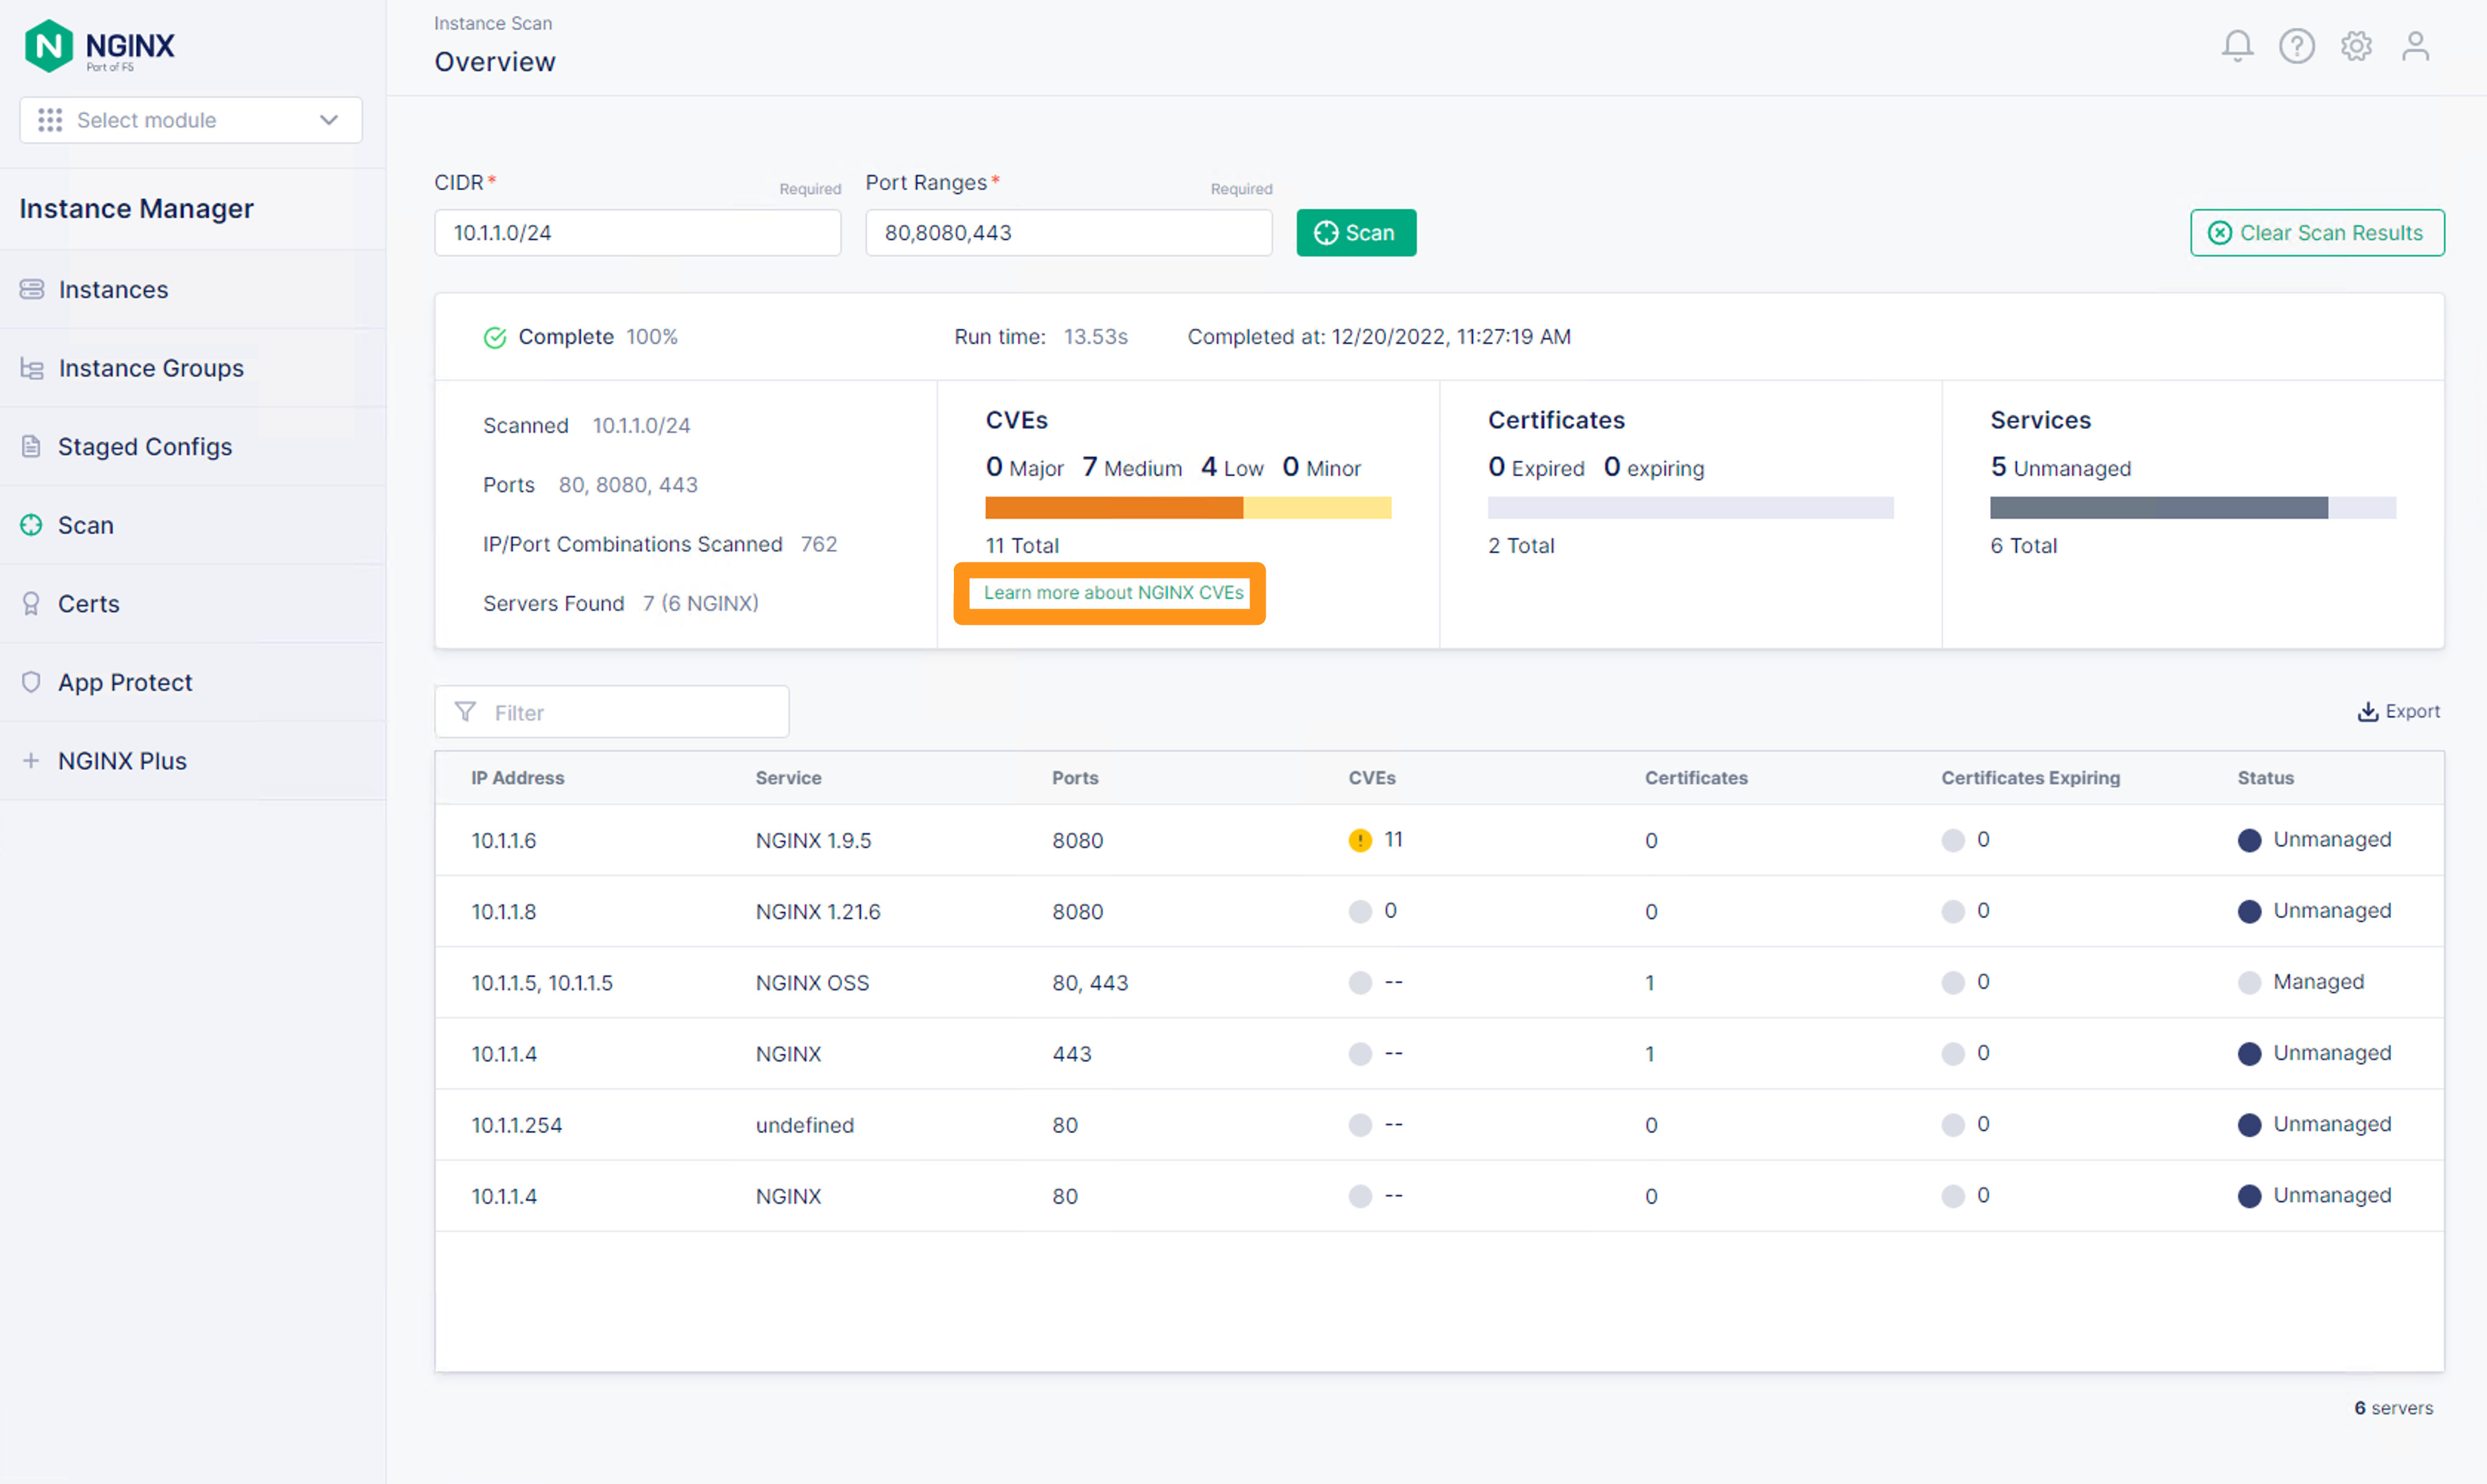 NGINX
Part of F5
Select module
Instance Manager
Instances
Instance Groups
Staged Configs
Scan
Certs
App Protect
NGINX Plus
Instance Scan
Overview
CIDR* Required Port Ranges* Required
10.1.1.0/24 80,8080,443 Scan Clear Scan Results
Complete 100% Run time: 13.53s Completed at: 12/20/2022, 11:27:19 AM
Scanned 10.1.1.0/24
Ports 80, 8080, 443
IP/Port Combinations Scanned 762
Servers Found 7 (6 NGINX)
CVEs
0 Major 7 Medium 4 Low 0 Minor
11 Total
Learn more about NGINX CVEs
Certificates
0 Expired 0 expiring
2 Total
Services
5 Unmanaged
6 Total
Filter Export
IP Address Service Ports CVEs Certificates Certificates Expiring Status
10.1.1.6 NGINX 1.9.5 8080 11 0 0 Unmanaged
10.1.1.8 NGINX 1.21.6 8080 0 0 0 Unmanaged
10.1.1.5, 10.1.1.5 NGINX OSS 80, 443 -- 1 0 Managed
10.1.1.4 NGINX 443 -- 1 0 Unmanaged
10.1.1.254 undefined 80 -- 0 0 Unmanaged
10.1.1.4 NGINX 80 -- 0 0 Unmanaged
6 servers